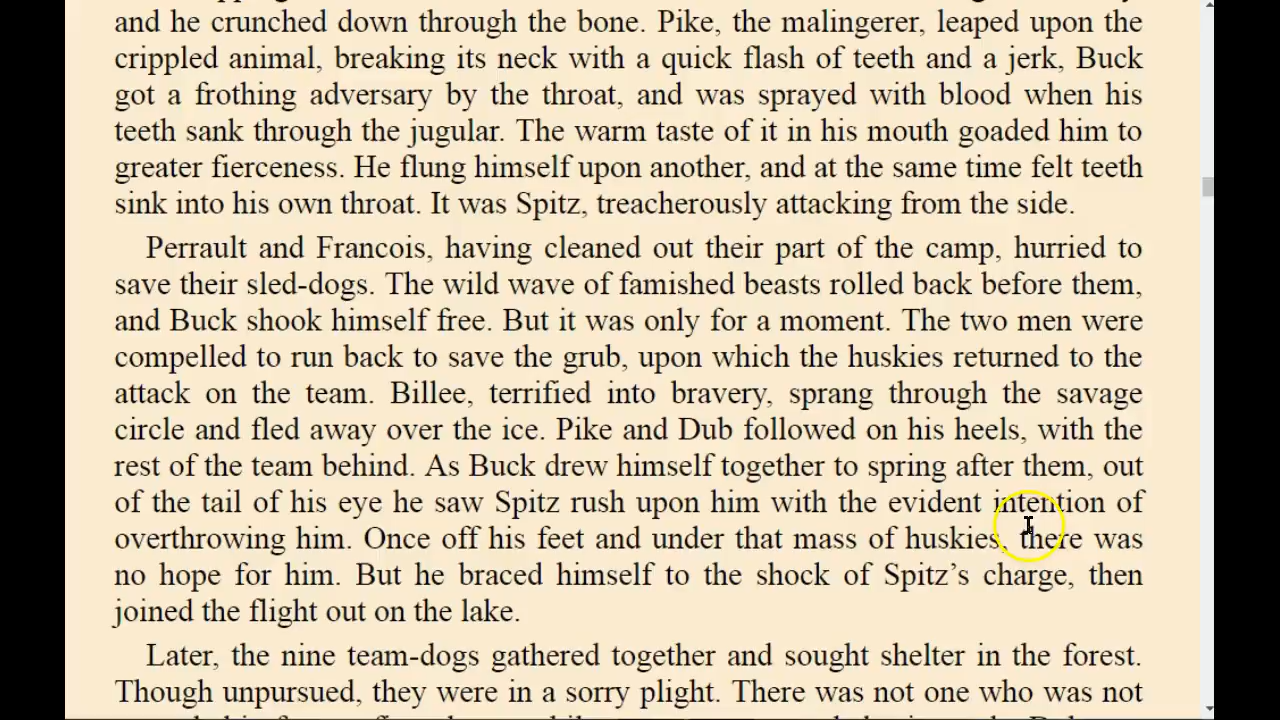 and he crunched down through the bone. Pike, the malingerer, leaped upon the
crippled animal, breaking its neck with a quick flash of teeth and a jerk, Buck
got a frothing adversary by the throat, and was sprayed with blood when his
teeth sank through the jugular. The warm taste of it in his mouth goaded him to
greater fierceness. He flung himself upon another, and at the same time felt teeth
sink into his own throat. It was Spitz, treacherously attacking from the side.
Perrault and Francois, having cleaned out their part of the camp, hurried to
save their sled-dogs. The wild wave of famished beasts rolled back before them,
and Buck shook himself free. But it was only for a moment. The two men were
compelled to run back to save the grub, upon which the huskies returned to the
attack on the team. Billee, terrified into bravery, sprang through the savage
circle and fled away over the ice. Pike and Dub followed on his heels, with the
rest of the team behind. As Buck drew himself together to spring after them, out
of the tail of his eye he saw Spitz rush upon him with the evident intention of
overthrowing him. Once off his feet and under that mass of huskies, there was
no hope for him. But he braced himself to the shock of Spitz’s charge, then
joined the flight out on the lake.
Later, the nine team-dogs gathered together and sought shelter in the forest.
Though unpursued, they were in a sorry plight. There was not one who was not